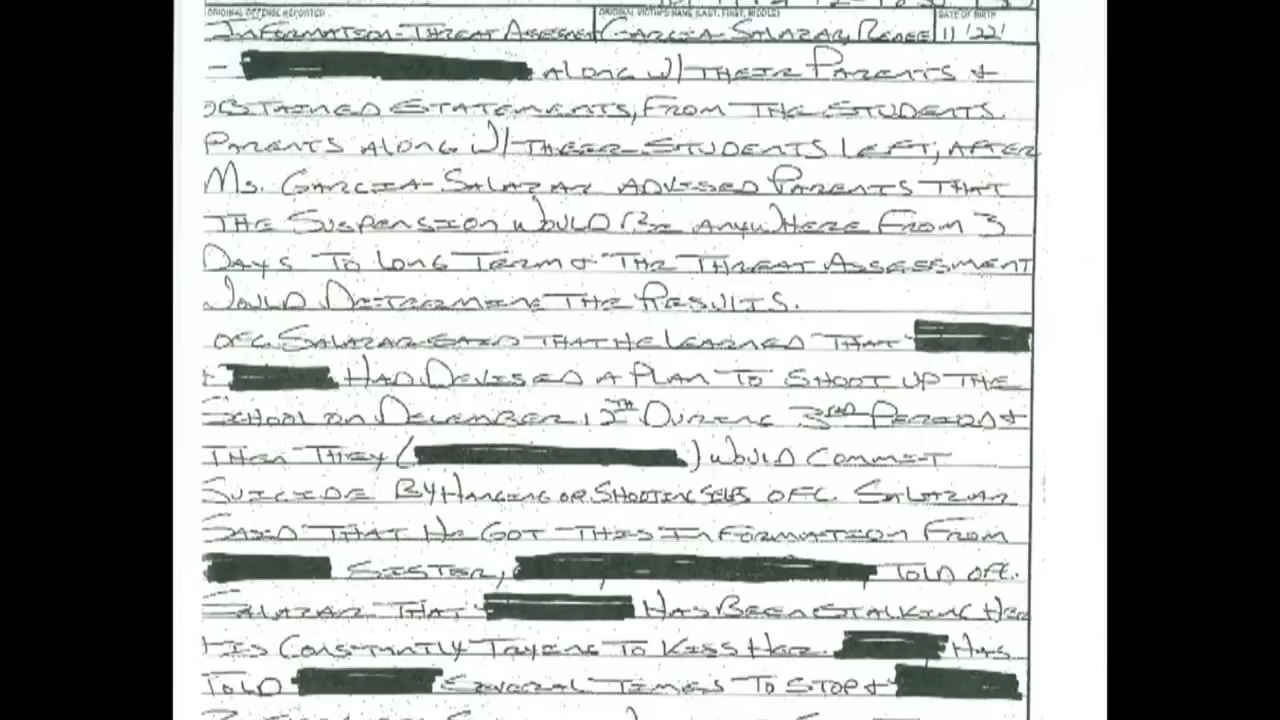 ORIGINAL OFFENSE REPORTED ORIGINAL VICTIM'S NAME (LAST, FIRST, MIDDLE) DATE OF BIRTH
INFORMATION-THREAT ASSESMENT GARCIA-SALAZAR, RENEE 11/22/
- ALONG W/ THEIR PARENTS &
OBTAINED STATEMENTS, FROM THE STUDENTS.
PARENTS ALONG W/ THEIR STUDENTS LEFT, AFTER
MS. GARCIA-SALAZAR ADVISED PARENTS THAT
THE SUSPENSION WOULD BE ANYWHERE FROM 3
DAYS TO LONG TERM & THE THREAT ASSESSMENT
WOULD DETERMINE THE RESULTS.
OFC. SALAZAR SAID THAT HE LEARNED THAT
& HAD DEVISED A PLAN TO SHOOT UP THE
SCHOOL ON DECEMBER 12TH DURING 3RD PERIOD &
THEN THEY ( ) WOULD COMMIT
SUICIDE BY HANGING OR SHOOTING SELVES OFC. SALAZAR
SAID THAT HE GOT THIS INFORMATION FROM
SISTER, TOLD OFC.
SALAZAR THAT HAS BEEN STALKING HER
& IS CONSTANTLY TRYING TO KISS HER. HAS
TOLD SEVERAL TIMES TO STOP &